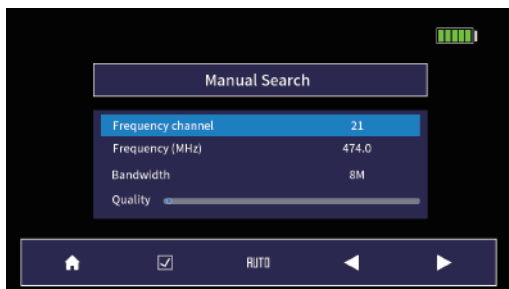 Manual Search
Frequency channel 21
Frequency (MHz) 474.0
Bandwidth 8M
Quality
AUTO